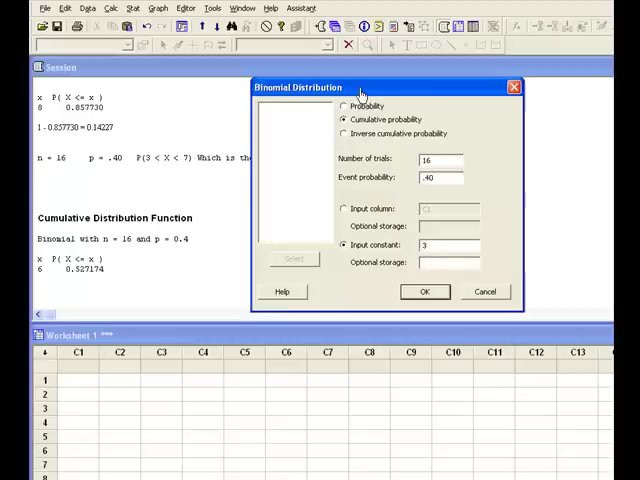 File Edit Data Calc Stat Graph Editor Tools Window Help Assistant
Session
x P( X <= x )
8 0.857730
1 - 0.857730 = 0.14227
n = 16 p = .40 P(3 < X < 7) Which is the
Cumulative Distribution Function
Binomial with n = 16 and p = 0.4
x P( X <= x )
6 0.527174
Binomial Distribution
Probability
Cumulative probability
Inverse cumulative probability
Number of trials: 16
Event probability: .40
Input column: C1
Optional storage:
Input constant: 3
Optional storage:
Select
Help OK Cancel
Worksheet 1 ***
C1 C2 C3 C4 C5 C6 C7 C8 C9 C10 C11 C12 C13
1
2
3
4
5
6
7
8